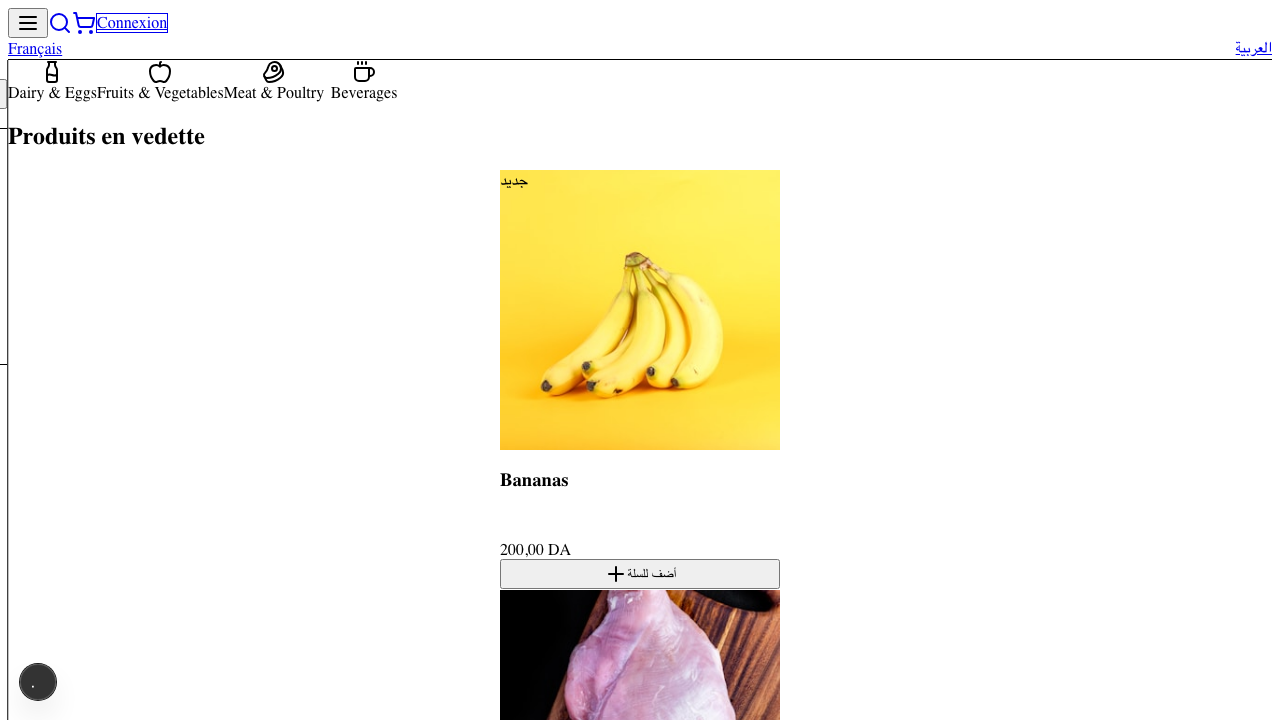 Connexion
Français
العربية
Dairy & Eggs
Fruits & Vegetables
Meat & Poultry
Beverages
Produits en vedette
جديد
Bananas
200,00 DA
أضف للسلة